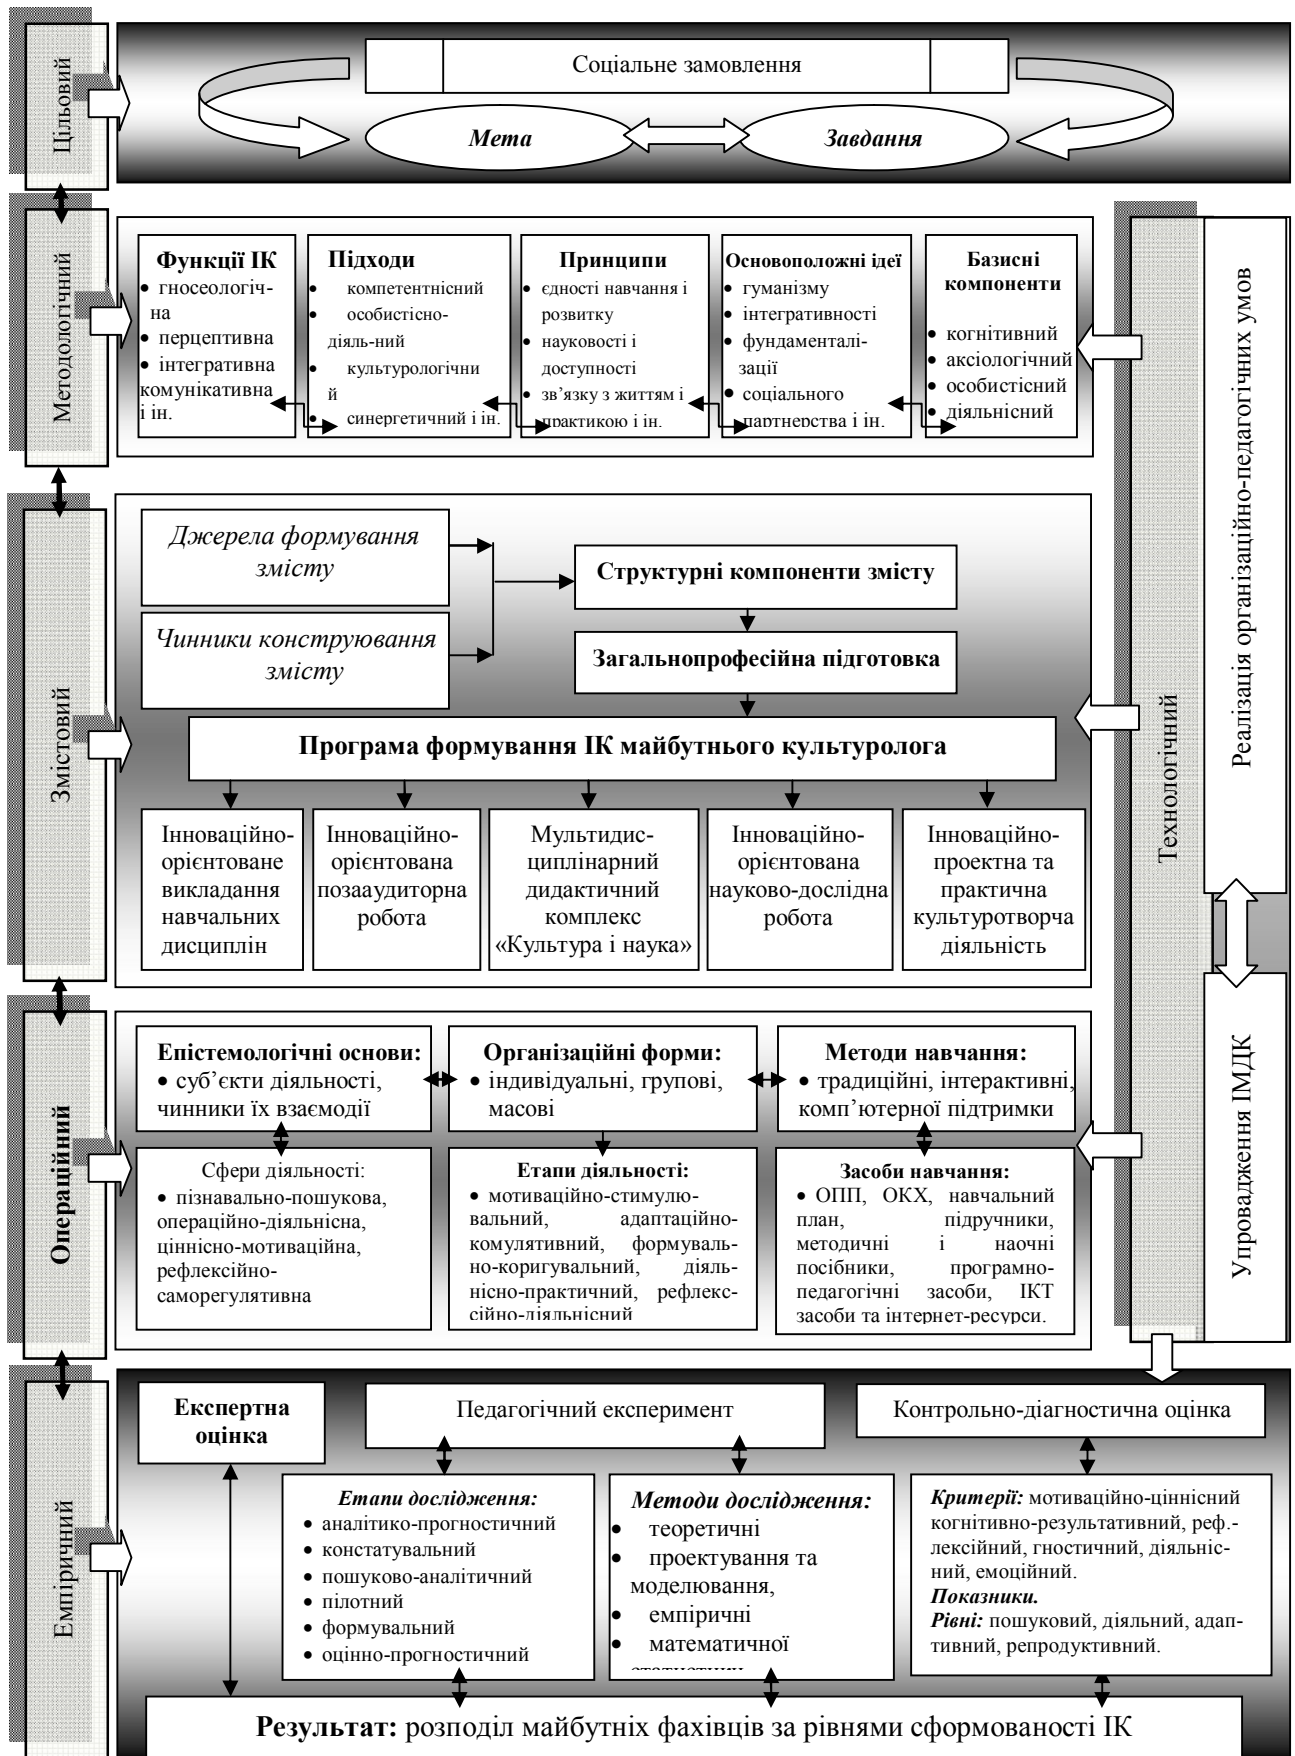 Цільовий
Соціальне замовлення
Мета
Завдання
Методологічний
Функції ІК
• гносеологіч-
на
• перцептивна
• інтегративна
комунікативна
і ін.
Підходи
• компетентнісний
• особистісно-
діяль-ний
• культурологічни
й
• синергетичний і ін.
Принципи
• єдності навчання і
розвитку
• науковості і
доступності
• зв’язку з життям і
практикою і ін.
Основоположні ідеї
• гуманізму
• інтегративності
• фундаменталі-
зації
• соціального
партнерства і ін.
Базисні
компоненти
• когнітивний
• аксіологічний
• особистісний
• діяльнісний
Технологічний
Реалізація організаційно-педагогічних умов
Упровадження ІМДК
Змістовий
Джерела формування
змісту
Чинники конструювання
змісту
Структурні компоненти змісту
Загальнопрофесійна підготовка
Програма формування ІК майбутнього культуролога
Інноваційно-
орієнтоване
викладання
навчальних
дисциплін
Інноваційно-
орієнтована
позааудиторна
робота
Мультидис-
циплінарний
дидактичний
комплекс
«Культура і наука»
Інноваційно-
орієнтована
науково-дослідна
робота
Інноваційно-
проектна та
практична
культуротворча
діяльність
Операційний
Епістемологічні основи:
• суб’єкти діяльності,
чинники їх взаємодії
Організаційні форми:
• індивідуальні, групові,
масові
Методи навчання:
• традиційні, інтерактивні,
комп’ютерної підтримки
Сфери діяльності:
• пізнавально-пошукова,
операційно-діяльнісна,
ціннісно-мотиваційна,
рефлексійно-
саморегулятивна
Етапи діяльності:
• мотиваційно-стимулю-
вальний, адаптаційно-
комулятивний, формуваль-
но-коригувальний, діяль-
нісно-практичний, рефлекс-
сійно-діяльнісний
Засоби навчання:
• ОПП, ОКХ, навчальний
план, підручники,
методичні і наочні
посібники, програмно-
педагогічні засоби, ІКТ
засоби та інтернет-ресурси.
Емпіричний
Експертна
оцінка
Педагогічний експеримент
Контрольно-діагностична оцінка
Етапи дослідження:
• аналітико-прогностичний
• констатувальний
• пошуково-аналітичний
• пілотний
• формувальний
• оцінно-прогностичний
Методи дослідження:
• теоретичні
• проектування та
моделювання,
• емпіричні
• математичної
статистики
Критерії: мотиваційно-ціннісний
когнітивно-результативний, реф.-
лексійний, гностичний, діяльніс-
ний, емоційний.
Показники.
Рівні: пошуковий, діяльний, адап-
тивний, репродуктивний.
Результат: розподіл майбутніх фахівців за рівнями сформованості ІК